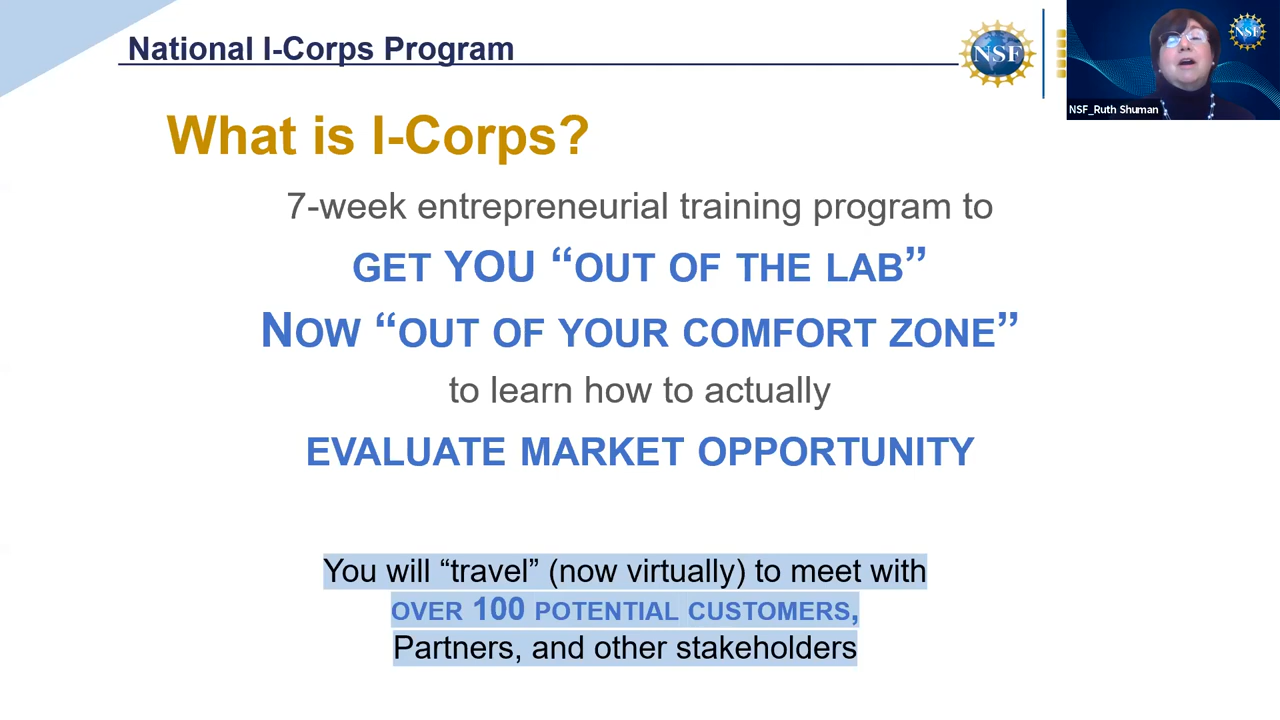 National I-Corps Program
NSF
NSF
NSF_Ruth Shuman
What is I-Corps?
7-week entrepreneurial training program to
GET YOU “OUT OF THE LAB”
NOW “OUT OF YOUR COMFORT ZONE”
to learn how to actually
EVALUATE MARKET OPPORTUNITY
You will “travel” (now virtually) to meet with
OVER 100 POTENTIAL CUSTOMERS,
Partners, and other stakeholders